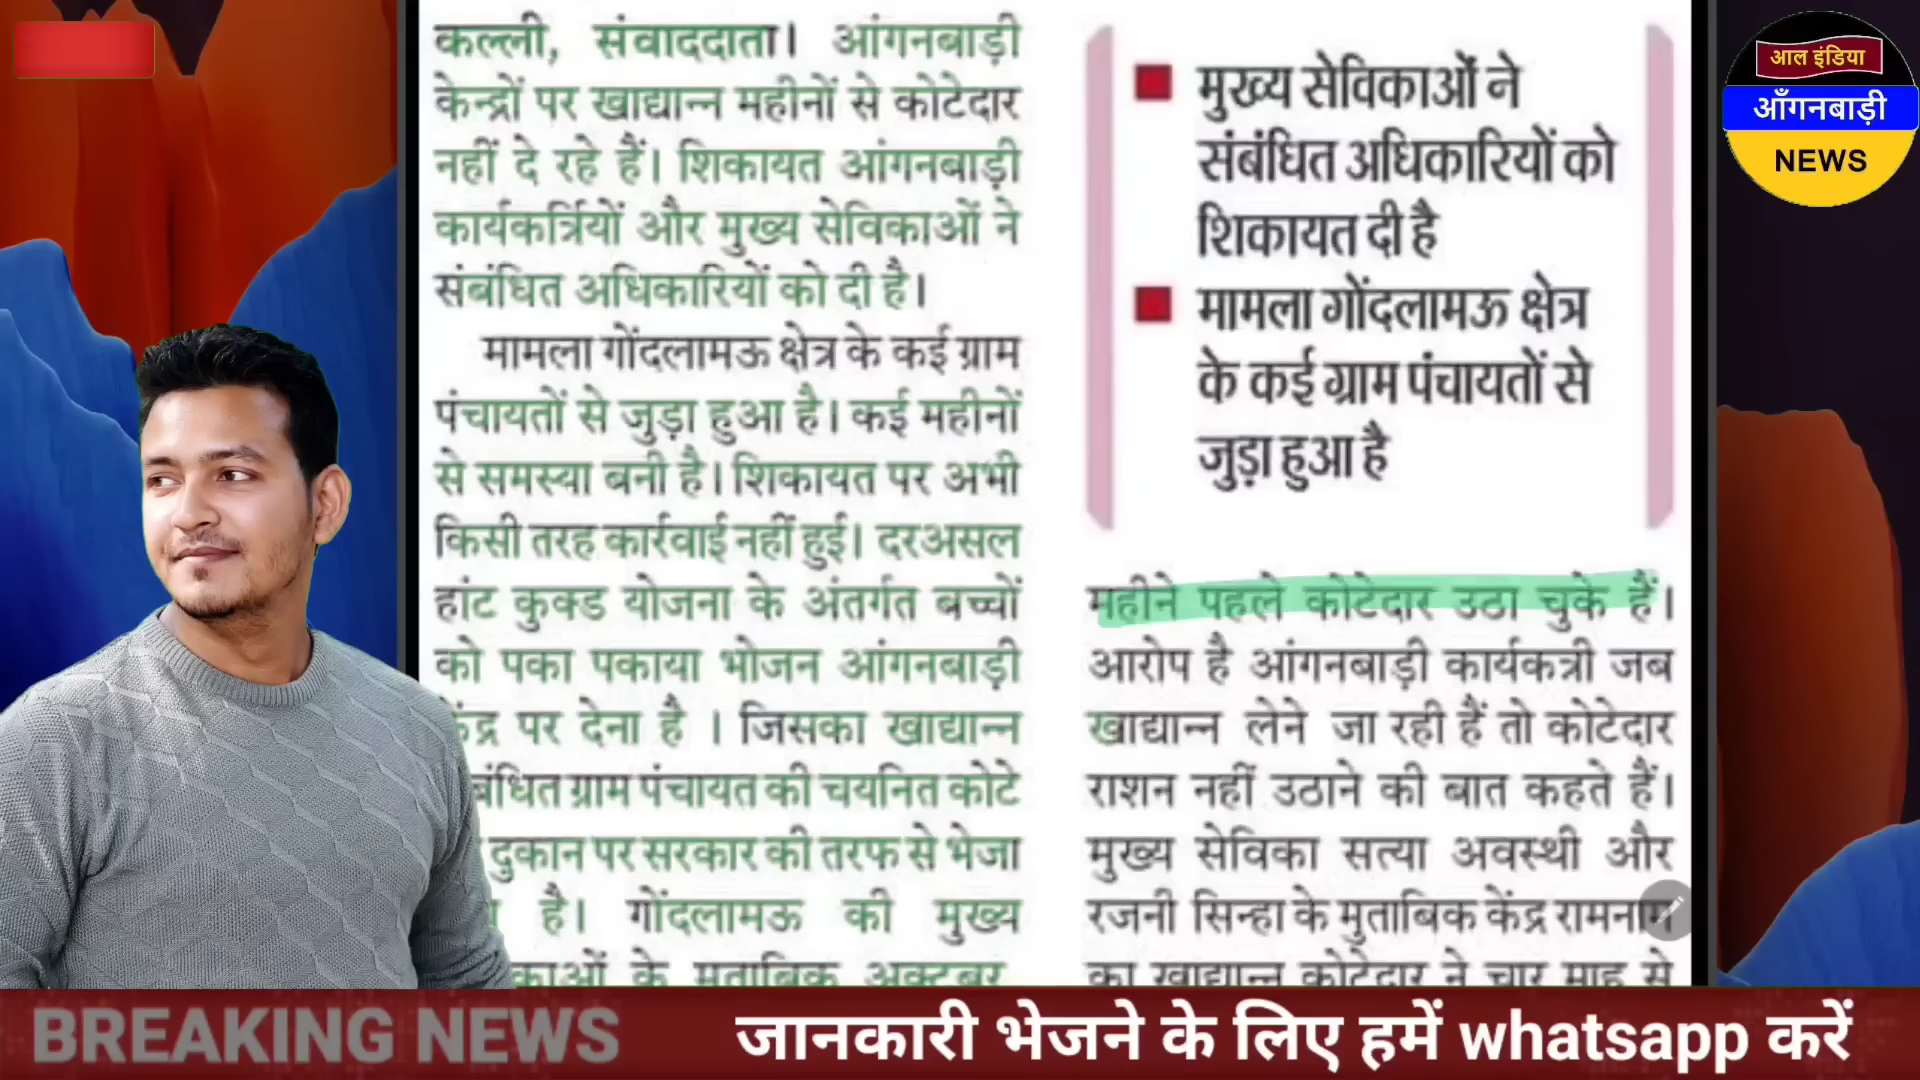 कल्ली, संवाददाता। आंगनबाड़ी
केन्द्रों पर खाद्यान्न महीनों से कोटेदार
नहीं दे रहे हैं। शिकायत आंगनबाड़ी
कार्यकर्त्रियों और मुख्य सेविकाओं ने
संबंधित अधिकारियों को दी है।
मामला गोंदलामऊ क्षेत्र के कई ग्राम
पंचायतों से जुड़ा हुआ है। कई महीनों
से समस्या बनी है। शिकायत पर अभी
किसी तरह कार्रवाई नहीं हुई। दरअसल
हांट कुक्ड योजना के अंतर्गत बच्चों
को पका पकाया भोजन आंगनबाड़ी
केंद्र पर देना है । जिसका खाद्यान्न
बंधित ग्राम पंचायत की चयनित कोटे
दुकान पर सरकार की तरफ से भेजा
है। गोंदलामऊ की मुख्य
काओं के मुताबिक अक्टूबर
मुख्य सेविकाओं ने
संबंधित अधिकारियों को
शिकायत दी है
मामला गोंदलामऊ क्षेत्र
के कई ग्राम पंचायतों से
जुड़ा हुआ है
महीने पहले कोटेदार उठा चुके हैं।
आरोप है आंगनबाड़ी कार्यकत्री जब
खाद्यान्न लेने जा रही हैं तो कोटेदार
राशन नहीं उठाने की बात कहते हैं।
मुख्य सेविका सत्या अवस्थी और
रजनी सिन्हा के मुताबिक केंद्र रामनाम
का खाद्यान्न कोटेदार ने चार माह से
आल इंडिया
आँगनबाड़ी
NEWS
BREAKING NEWS
जानकारी भेजने के लिए हमें whatsapp करें